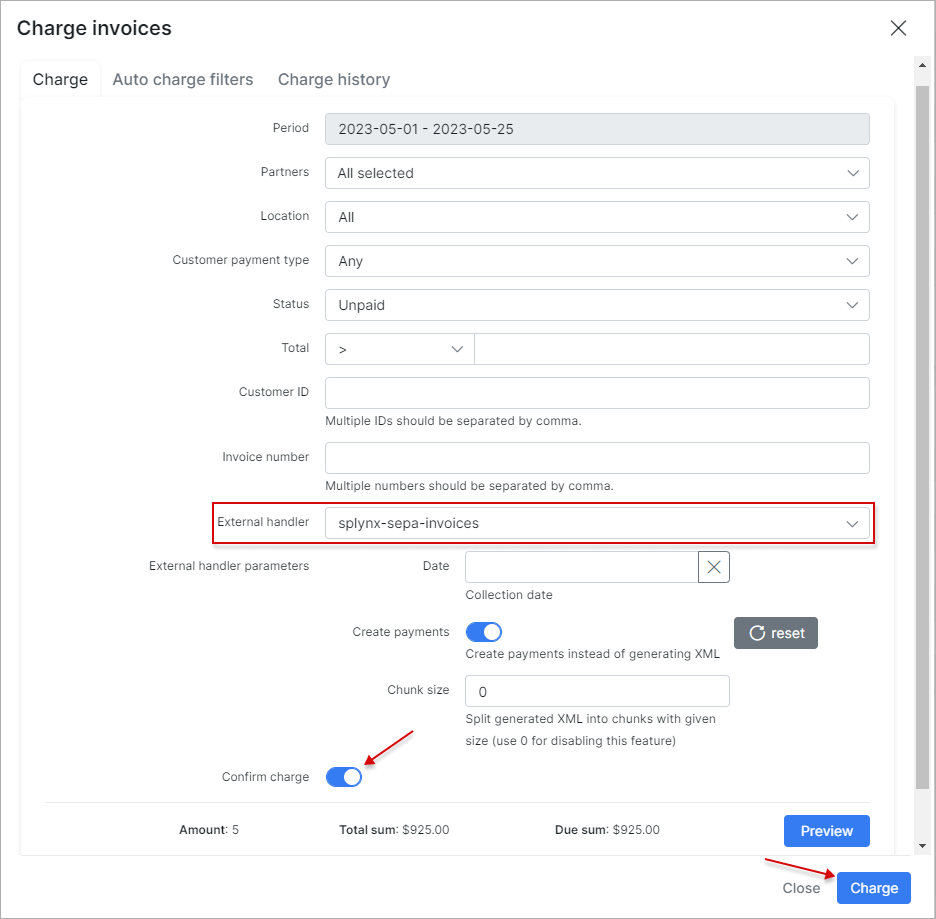 Charge invoices
Charge Auto charge filters Charge history
Period 2023-05-01 - 2023-05-25
Partners All selected
Location All
Customer payment type Any
Status Unpaid
Total >
Customer ID
Multiple IDs should be separated by comma.
Invoice number
Multiple numbers should be separated by comma.
External handler splynx-sepa-invoices
External handler parameters Date
Collection date
Create payments reset
Create payments instead of generating XML
Chunk size 0
Split generated XML into chunks with given
size (use 0 for disabling this feature)
Confirm charge
Amount: 5 Total sum: $925.00 Due sum: $925.00 Preview
Close Charge